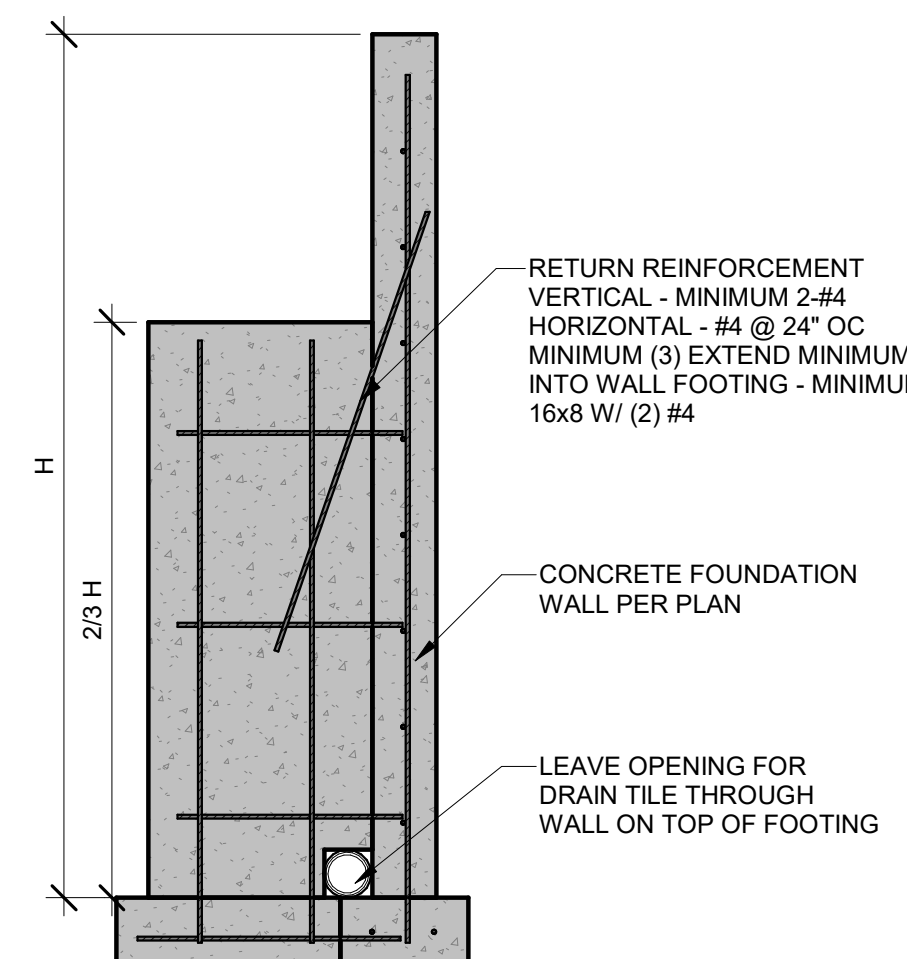 H
2/3 H
RETURN REINFORCEMENT
VERTICAL - MINIMUM 2-#4
HORIZONTAL - #4 @ 24" OC
MINIMUM (3) EXTEND MINIMUM
INTO WALL FOOTING -
16x8 W/ (2) #4
CONCRETE FOUNDATION
WALL PER PLAN
LEAVE OPENING FOR
DRAIN TILE THROUGH
WALL ON TOP OF FOOTING